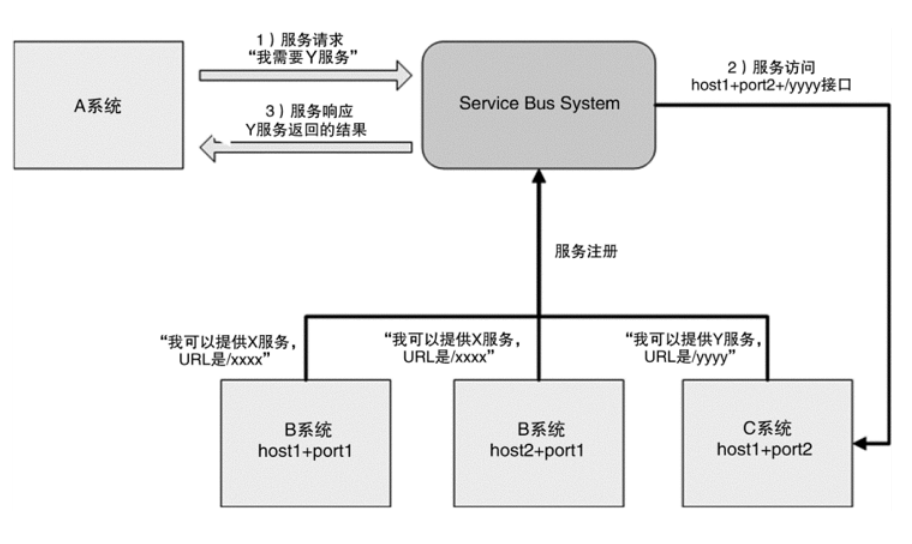 1）服务请求
“我需要Y服务”
A系统
3）服务响应
Y服务返回的结果
Service Bus System
2）服务访问
host1+port2+/yyyy接口
服务注册
“我可以提供X服务，
URL是/xxxx”
“我可以提供X服务，
URL是/xxxx”
“我可以提供Y服务，
URL是/yyyy”
B系统
host1+port1
B系统
host2+port1
C系统
host1+port2